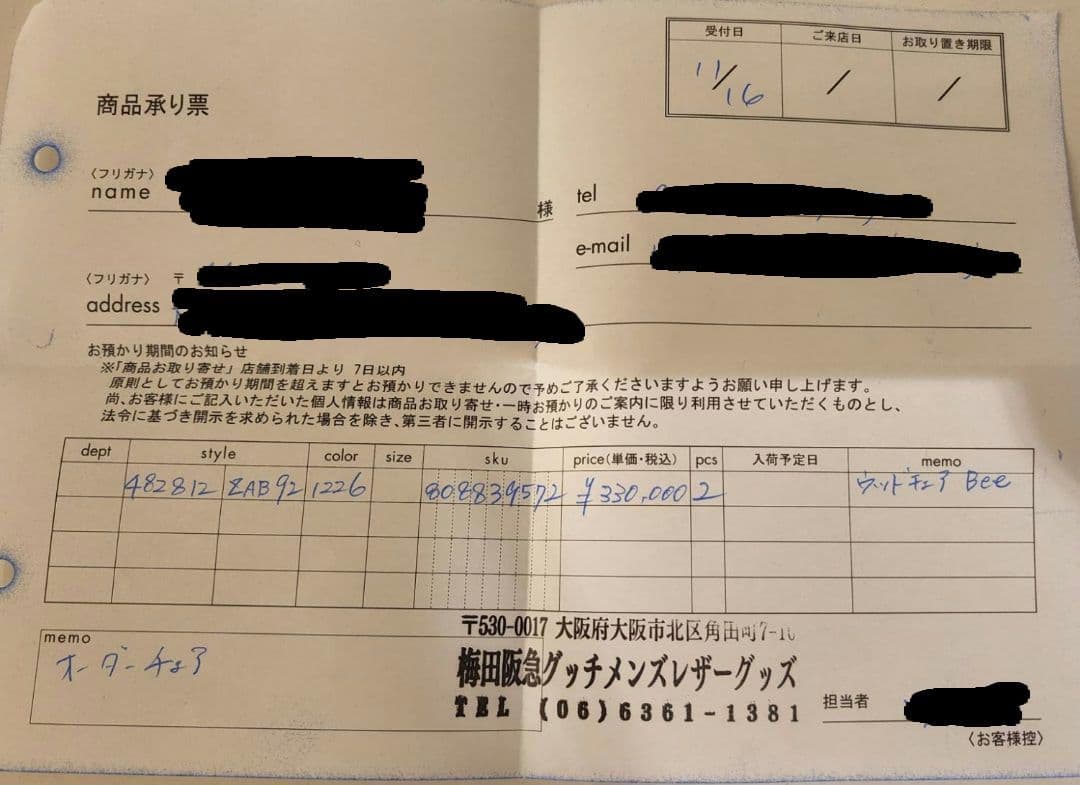 受付日 ご来店日 お取り置き期限
11/16 / /
商品承り票
〈フリガナ〉
name 様 tel
e-mail
〈フリガナ〉 〒
address
お預かり期間のお知らせ
※「商品お取り寄せ」店舗到着日より 7日以内
原則としてお預かり期間を超えますとお預かりできませんので予めご了承くださいますようお願い申し上げます。
尚、お客様にご記入いただいた個人情報は商品お取り寄せ・一時お預かりのご案内に限り利用させていただくものとし、
法令に基づき開示を求められた場合を除き、第三者に開示することはございません。
dept style color size sku price(単価・税込) pcs 入荷予定日 memo
482812 ZAB92 1226 808839572 ¥330,000 2 ウッドチェア Bee
〒530-0017 大阪府大阪市北区角田町7-10
memo
オーダーチェア
梅田阪急グッチメンズレザーグッズ
TEL (06)6361-1381
担当者
〈お客様控〉